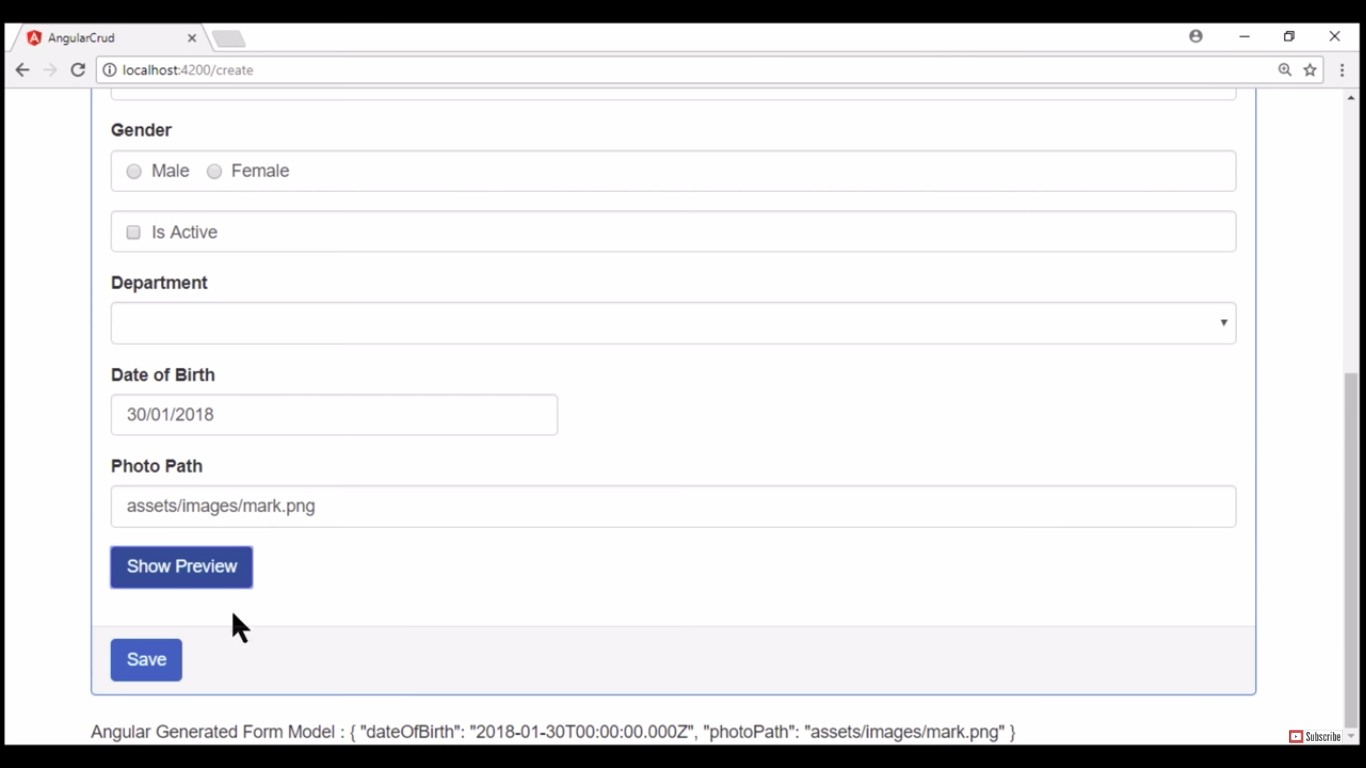 AngularCrud
localhost:4200/create
Gender
Male Female
Is Active
Department
Date of Birth
30/01/2018
Photo Path
assets/images/mark.png
Show Preview
Save
Angular Generated Form Model : { "dateOfBirth": "2018-01-30T00:00:00.000Z", "photoPath": "assets/images/mark.png" }
Subscribe